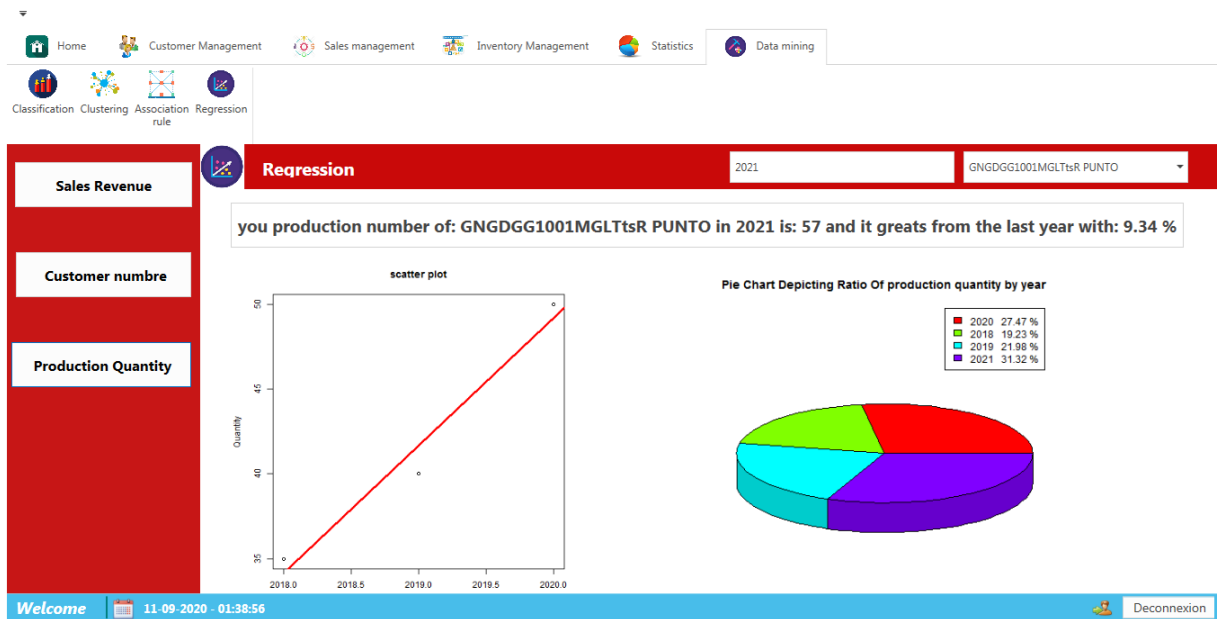 Home
Customer Management
Sales management
Inventory Management
Statistics
Data mining
Classification
Clustering
Association rule
Regression
Sales Revenue
Customer numbre
Production Quantity
Regression
2021
GNGDGG1001MGLTtsR PUNTO
you production number of: GNGDGG1001MGLTtsR PUNTO in 2021 is: 57 and it greats from the last year with: 9.34 %
scatter plot
Quantity
50
45
40
35
2018.0
2018.5
2019.0
2019.5
2020.0
Pie Chart Depicting Ratio Of production quantity by year
2020 27.47 %
2018 19.23 %
2019 21.98 %
2021 31.32 %
Welcome
11-09-2020 - 01:38:56
Deconnexion